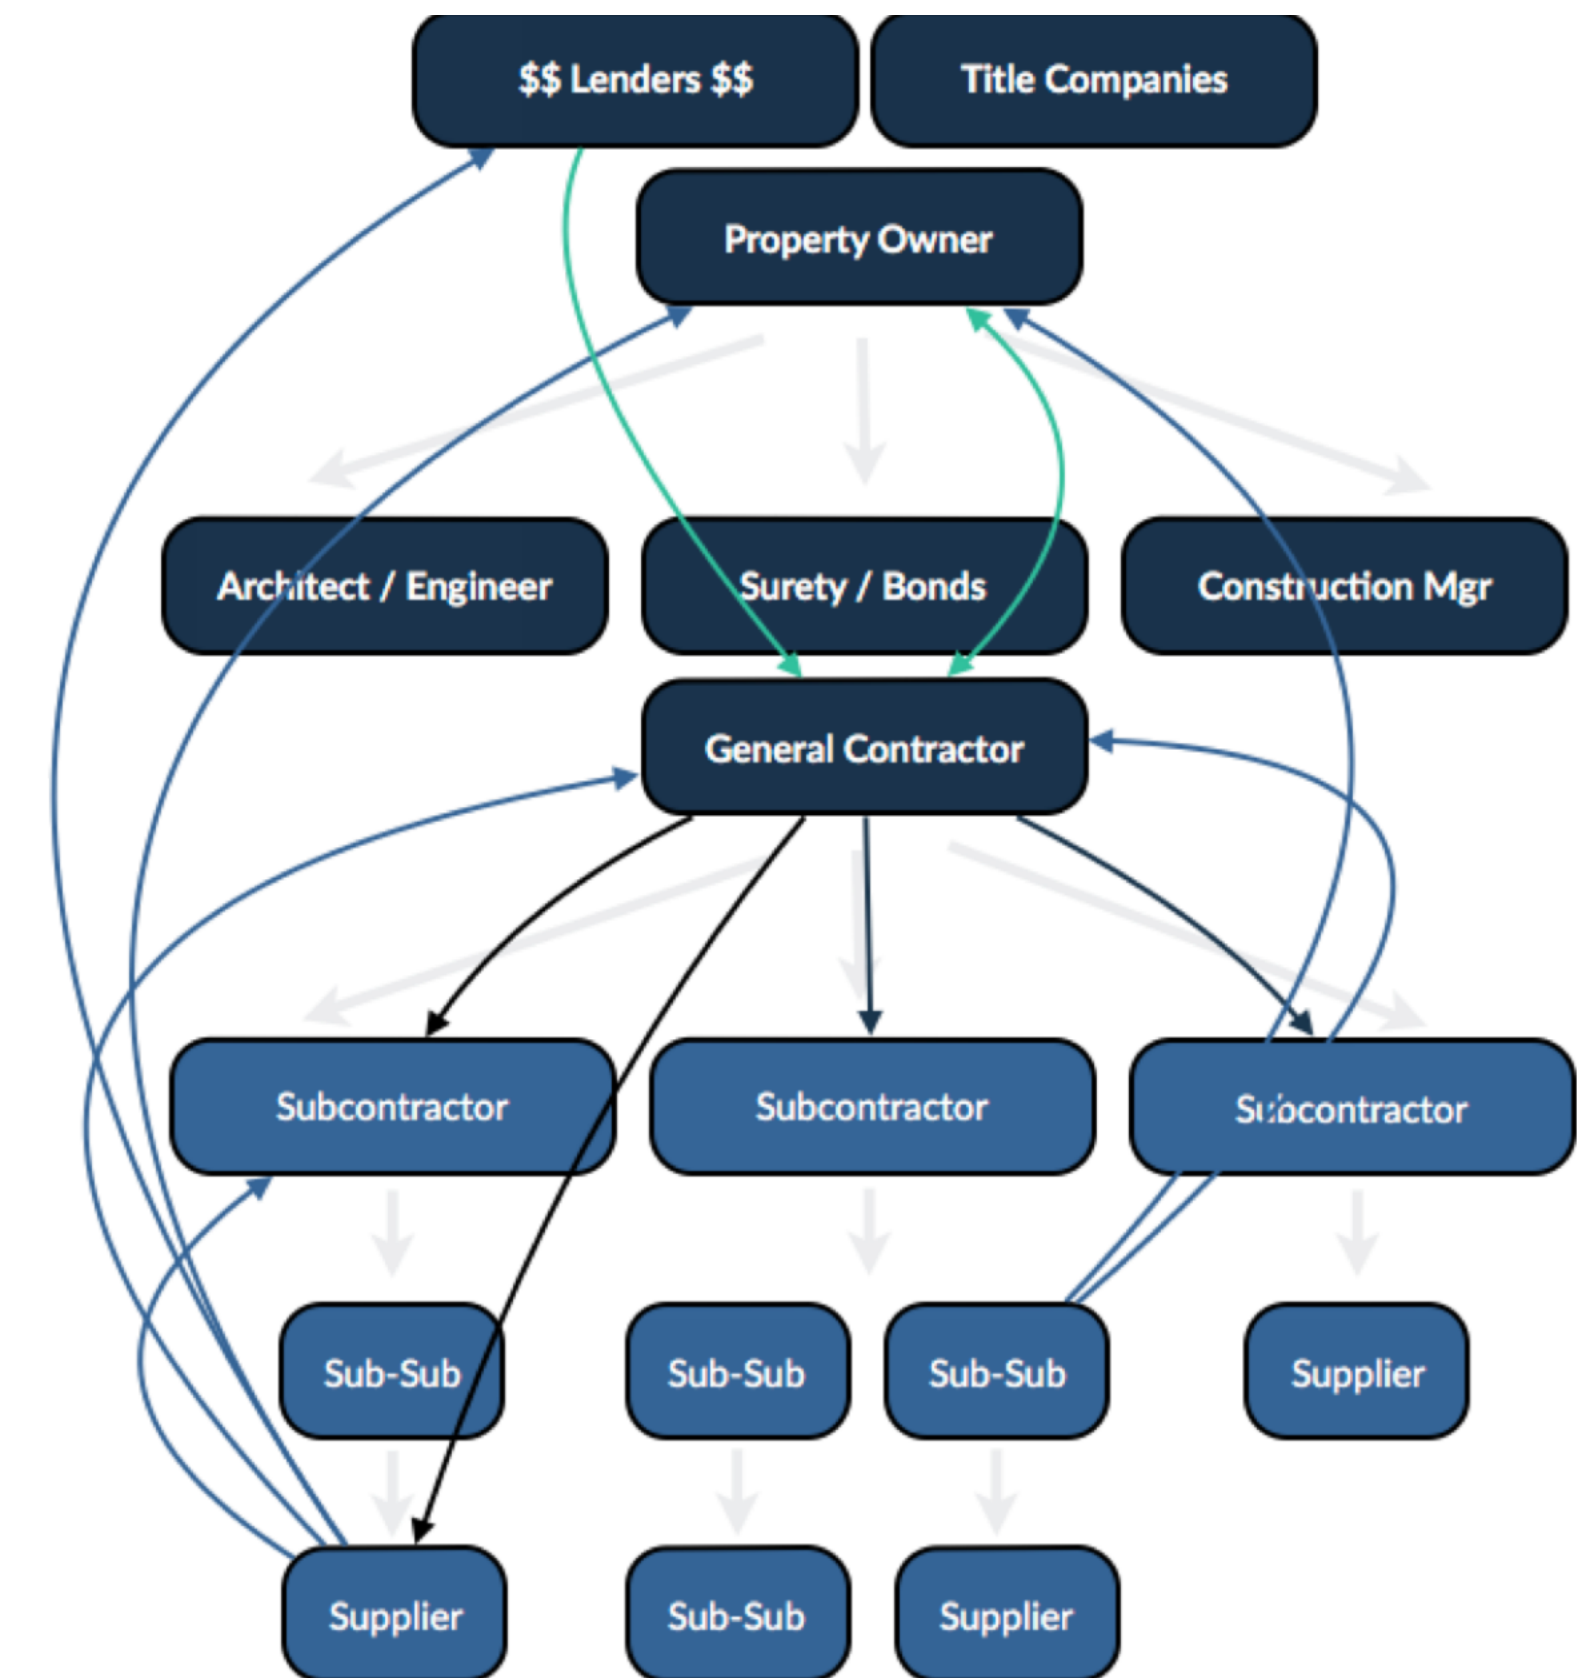 $$ Lenders $$
Title Companies
Property Owner
Architect / Engineer
Surety / Bonds
Construction Mgr
General Contractor
Subcontractor
Subcontractor
Subcontractor
Sub-Sub
Sub-Sub
Sub-Sub
Supplier
Supplier
Sub-Sub
Supplier